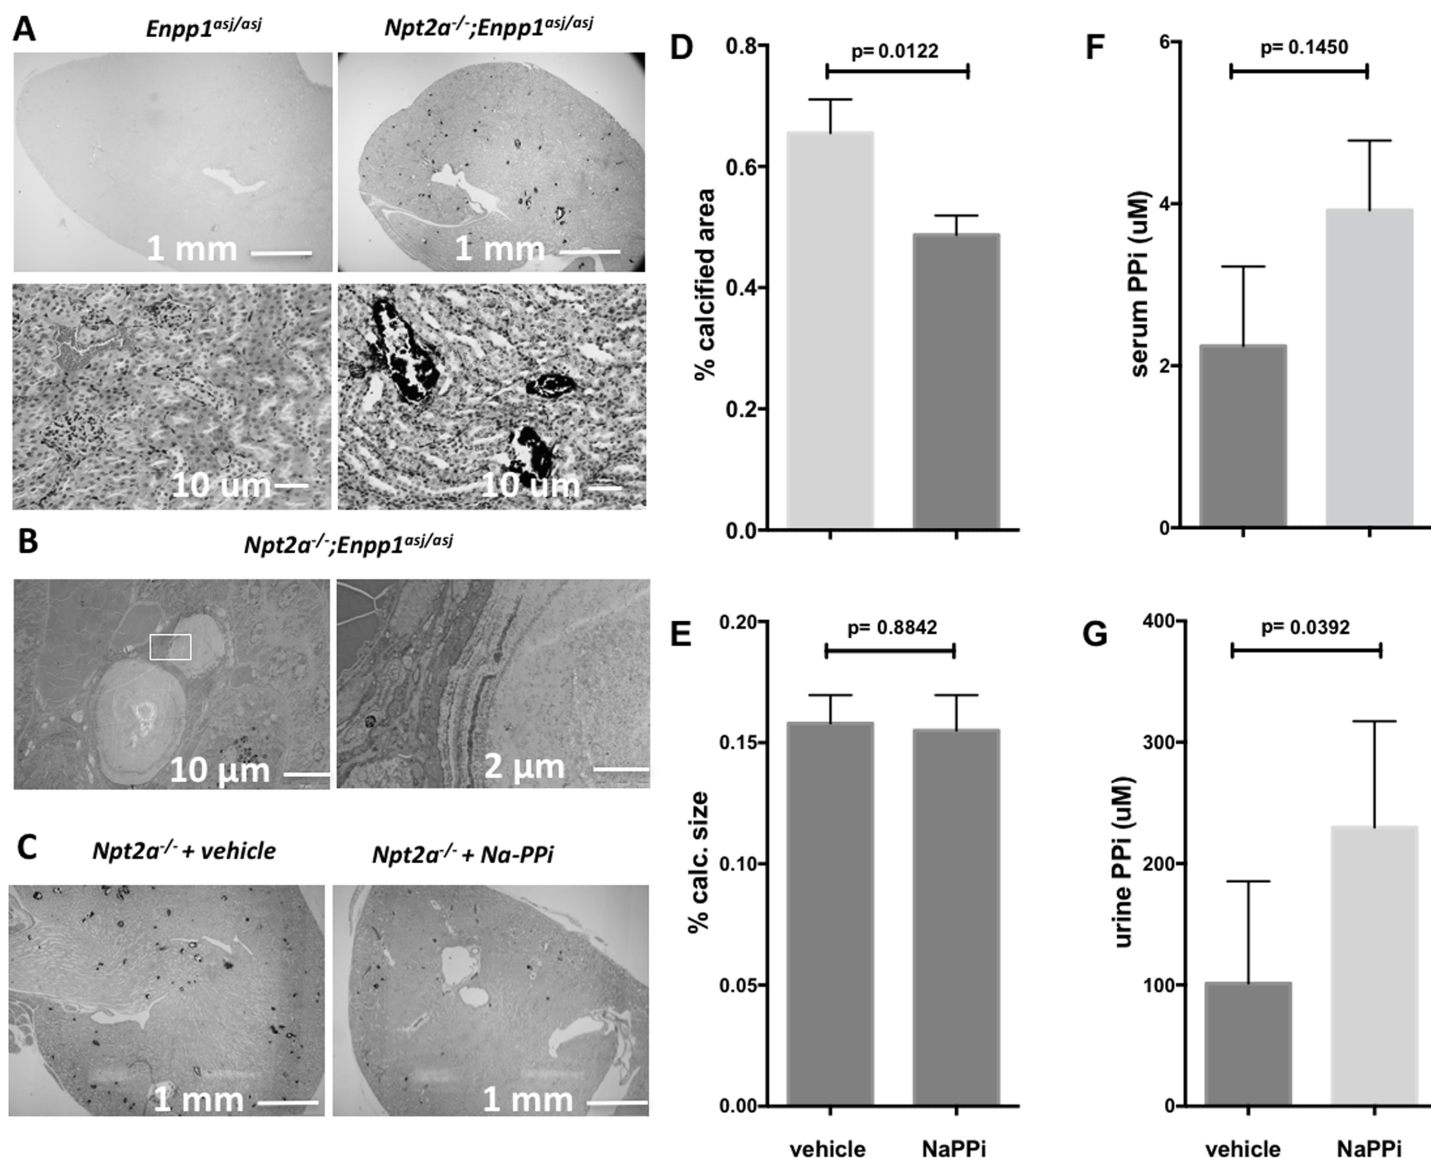 A
Enpp1asj/asj
Npt2a-/-;Enpp1asj/asj
1 mm
1 mm
10 um
10 um
B
Npt2a-/-;Enpp1asj/asj
10 µm
2 µm
C
Npt2a-/- + vehicle
Npt2a-/- + Na-PPi
1 mm
1 mm
D
p= 0.0122
% calcified area
0.8
0.6
0.4
0.2
0.0
E
p= 0.8842
% calc. size
0.20
0.15
0.10
0.05
0.00
vehicle NaPPi
F
p= 0.1450
serum PPi (uM)
6
4
2
0
G
p= 0.0392
urine PPi (uM)
400
300
200
100
0
vehicle NaPPi